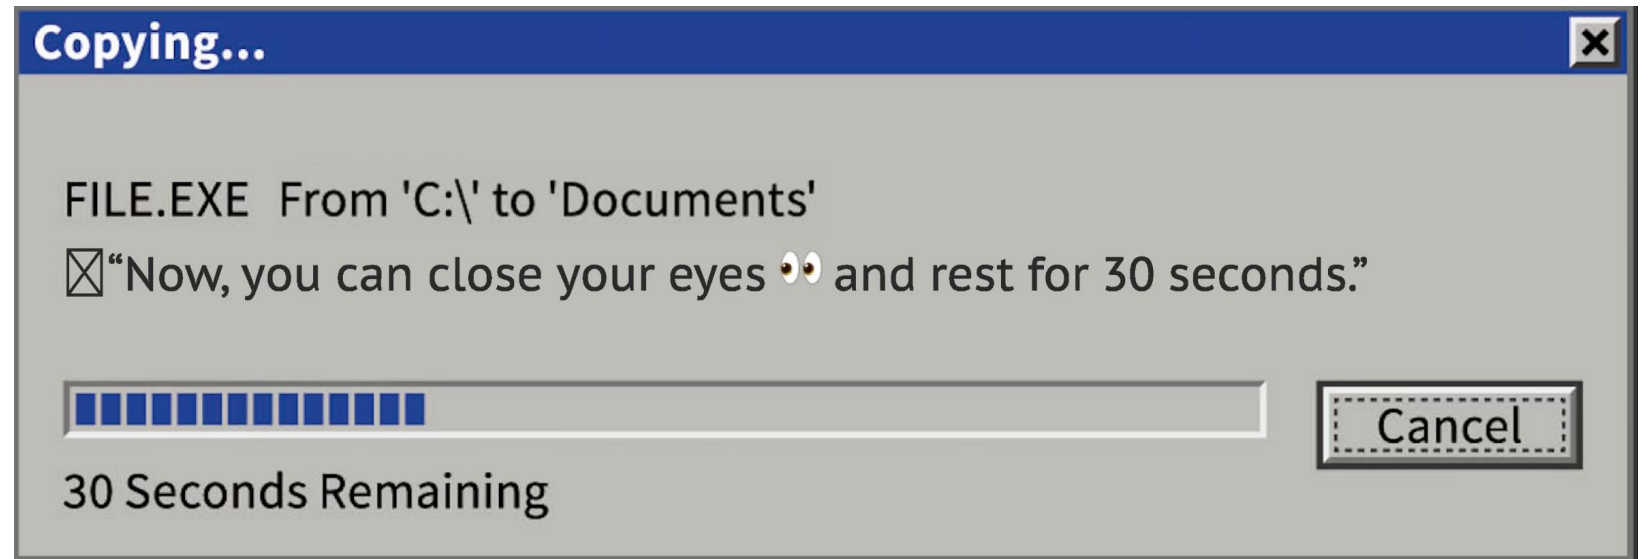 Copying...
FILE.EXE From 'C:\' to 'Documents'
“Now, you can close your eyes 👀 and rest for 30 seconds.”
Cancel
30 Seconds Remaining